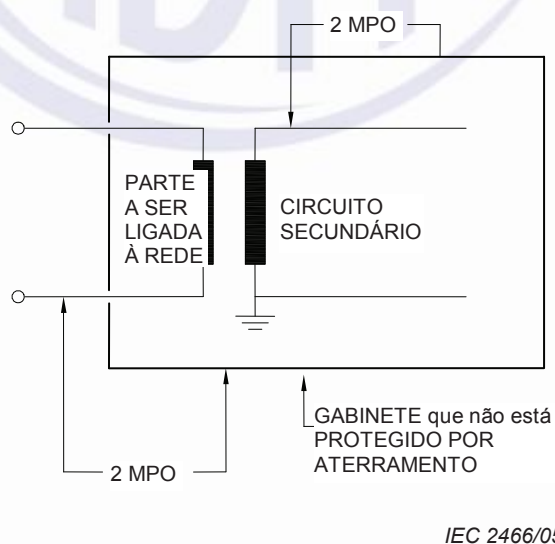 2 MPO
PARTE
A SER
LIGADA
À REDE
CIRCUITO
SECUNDÁRIO
GABINETE que não está
PROTEGIDO POR
ATERRAMENTO
2 MPO
IEC 2466/05